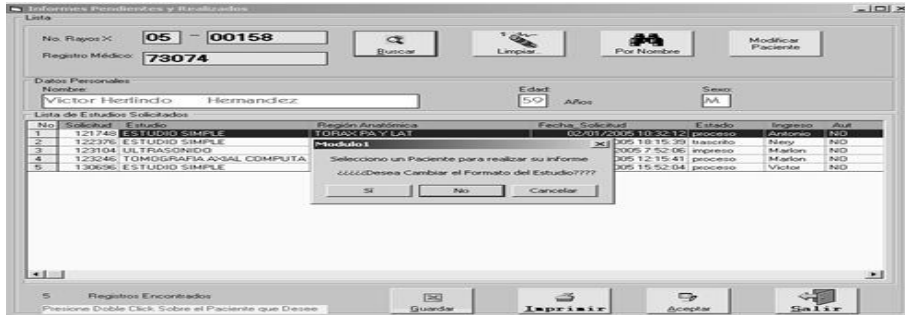 Informes Pendientes y Realizados
Lista
No. Rayos X: 05 - 00158
Registro Médico: 73074
Buscar
Limpiar..
Por Nombre
Modificar Paciente
Datos Personales
Nombre: Edad: Sexo:
Victor Herlindo Hernandez 59 Años M
Lista de Estudios Solicitados
No Solicitud Estudio Región Anatómica Fecha_Solicitud Estado Ingreso Aut
1 121748 ESTUDIO SIMPLE TORAX PA Y LAT 02/01/2005 10:32:12 proceso Antonio NO
2 122376 ESTUDIO SIMPLE 005 18:15:39 trascrito Nery NO
3 123104 ULTRASONIDO 2005 7:52:06 impreso Marlon NO
4 123246 TOMOGRAFIA AXIAL COMPUTA 005 12:15:41 proceso Marlon NO
5 130696 ESTUDIO SIMPLE 005 15:52:04 proceso Victor NO
Modulo1
Selecciono un Paciente para realizar su informe
¿¿¿¿¿Desea Cambiar el Formato del Estudio????
Sí No Cancelar
5 Registros Encontrados
Presione Doble Click Sobre el Paciente que Desee
Guardar
Imprimir
Aceptar
Salir